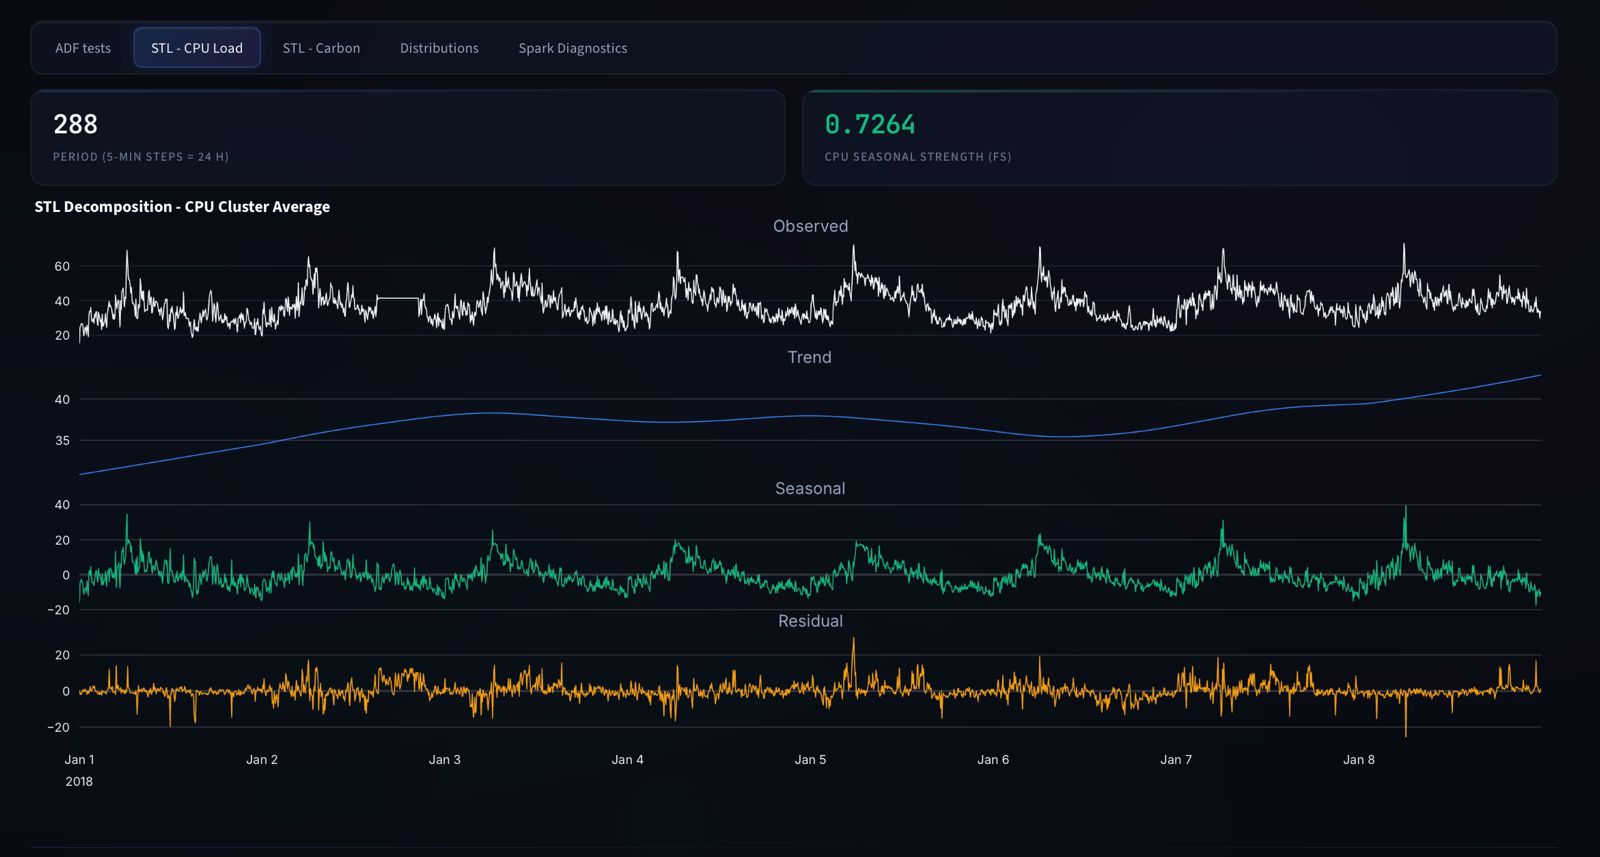 ADF tests STL - CPU Load STL - Carbon Distributions Spark Diagnostics
288
PERIOD (5-MIN STEPS = 24 H)
0.7264
CPU SEASONAL STRENGTH (FS)
STL Decomposition - CPU Cluster Average
Observed
60
40
20
Trend
40
35
Seasonal
40
20
0
−20
Residual
20
0
−20
Jan 1 Jan 2 Jan 3 Jan 4 Jan 5 Jan 6 Jan 7 Jan 8
2018